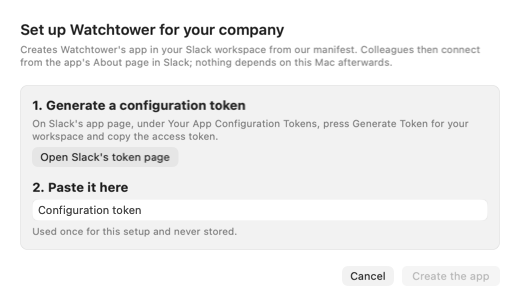 Set up Watchtower for your company
Creates Watchtower's app in your Slack workspace from our manifest. Colleagues then connect
from the app's About page in Slack; nothing depends on this Mac afterwards.
1. Generate a configuration token
On Slack's app page, under Your App Configuration Tokens, press Generate Token for your
workspace and copy the access token.
Open Slack's token page
2. Paste it here
Configuration token
Used once for this setup and never stored.
Cancel
Create the app